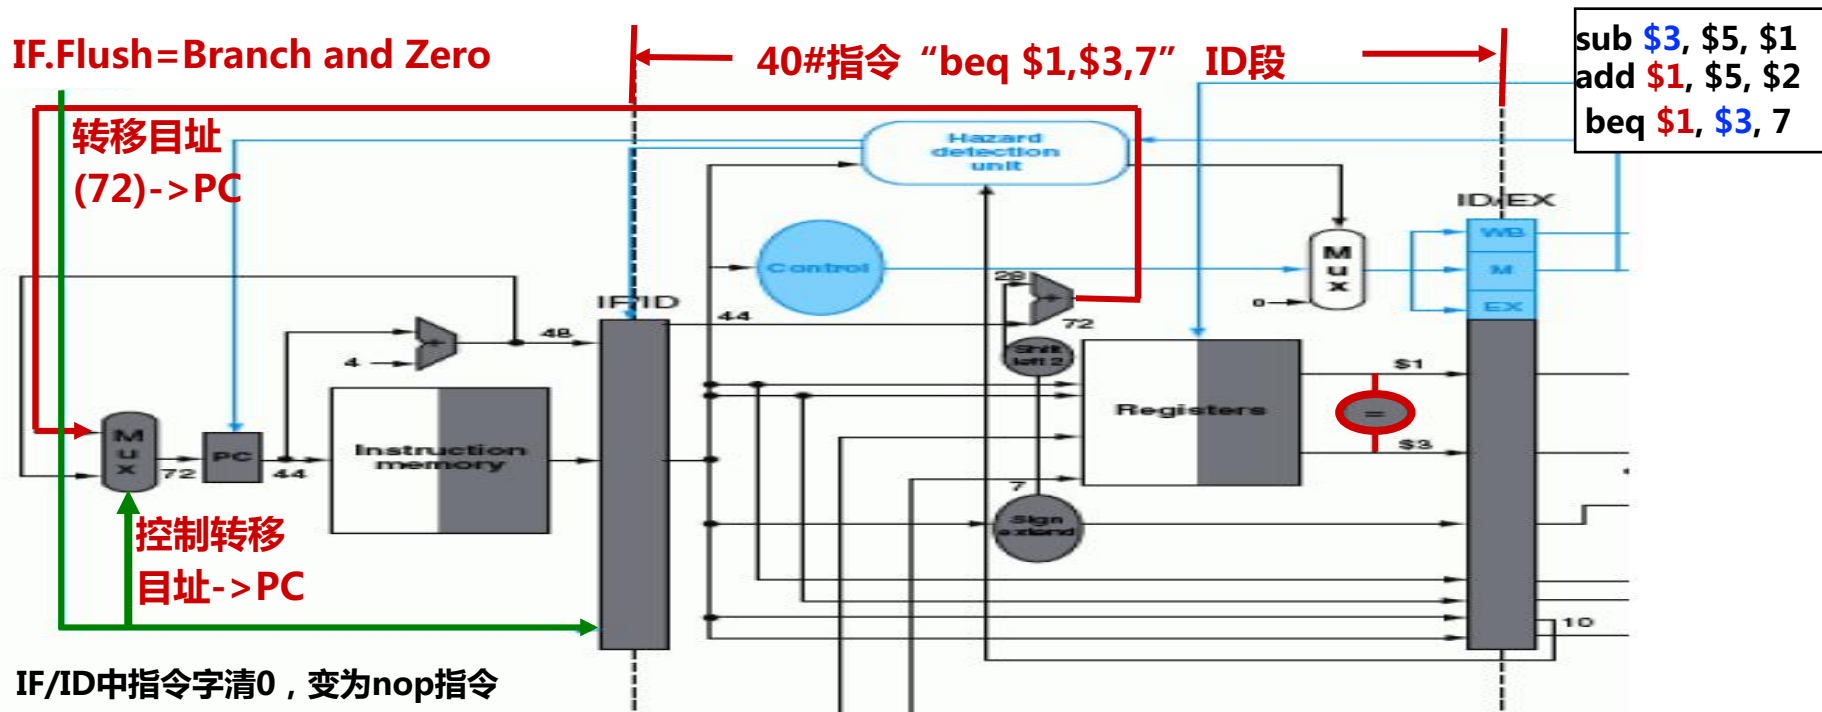 IF.Flush=Branch and Zero
40#指令“beq $1,$3,7” ID段
sub $3, $5, $1
add $1, $5, $2
beq $1, $3, 7
转移目址
(72)->PC
Hazard
detection
unit
ID/EX
WB
M
EX
Control
M
u
x
0
28
72
IF/ID
44
48
4
Shift
left 2
$1
Registers
=
$3
M
u
x
72
PC
44
Instruction
memory
7
Sign
extend
控制转移
目址->PC
10
IF/ID中指令字清0，变为nop指令